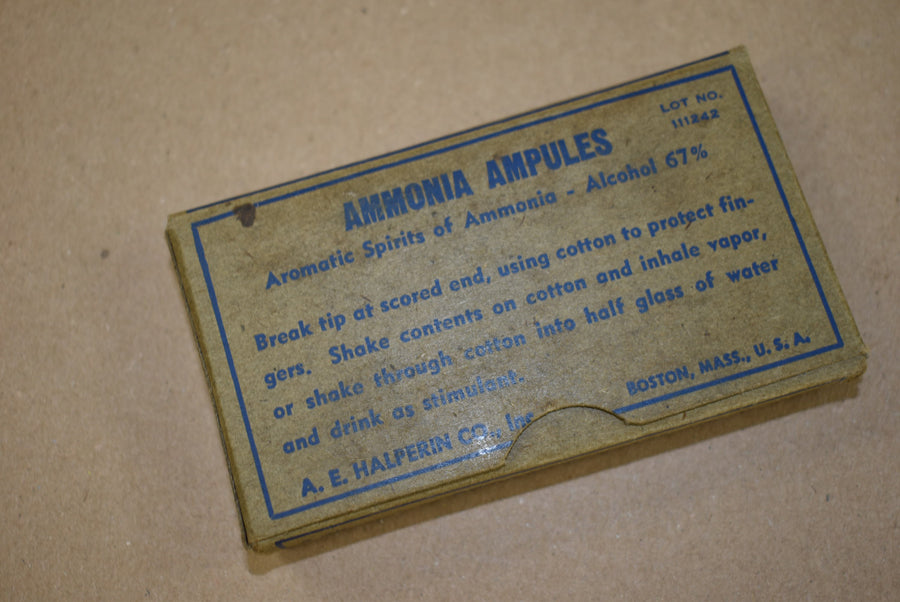 LOT NO.
111242
AMMONIA AMPULES
Aromatic Spirits of Ammonia - Alcohol 67%
Break tip at scored end, using cotton to protect fin-
gers. Shake contents on cotton and inhale vapor,
or shake through cotton into half glass of water
and drink as stimulant.
A. E. HALPERIN CO., Inc. BOSTON, MASS., U. S. A.